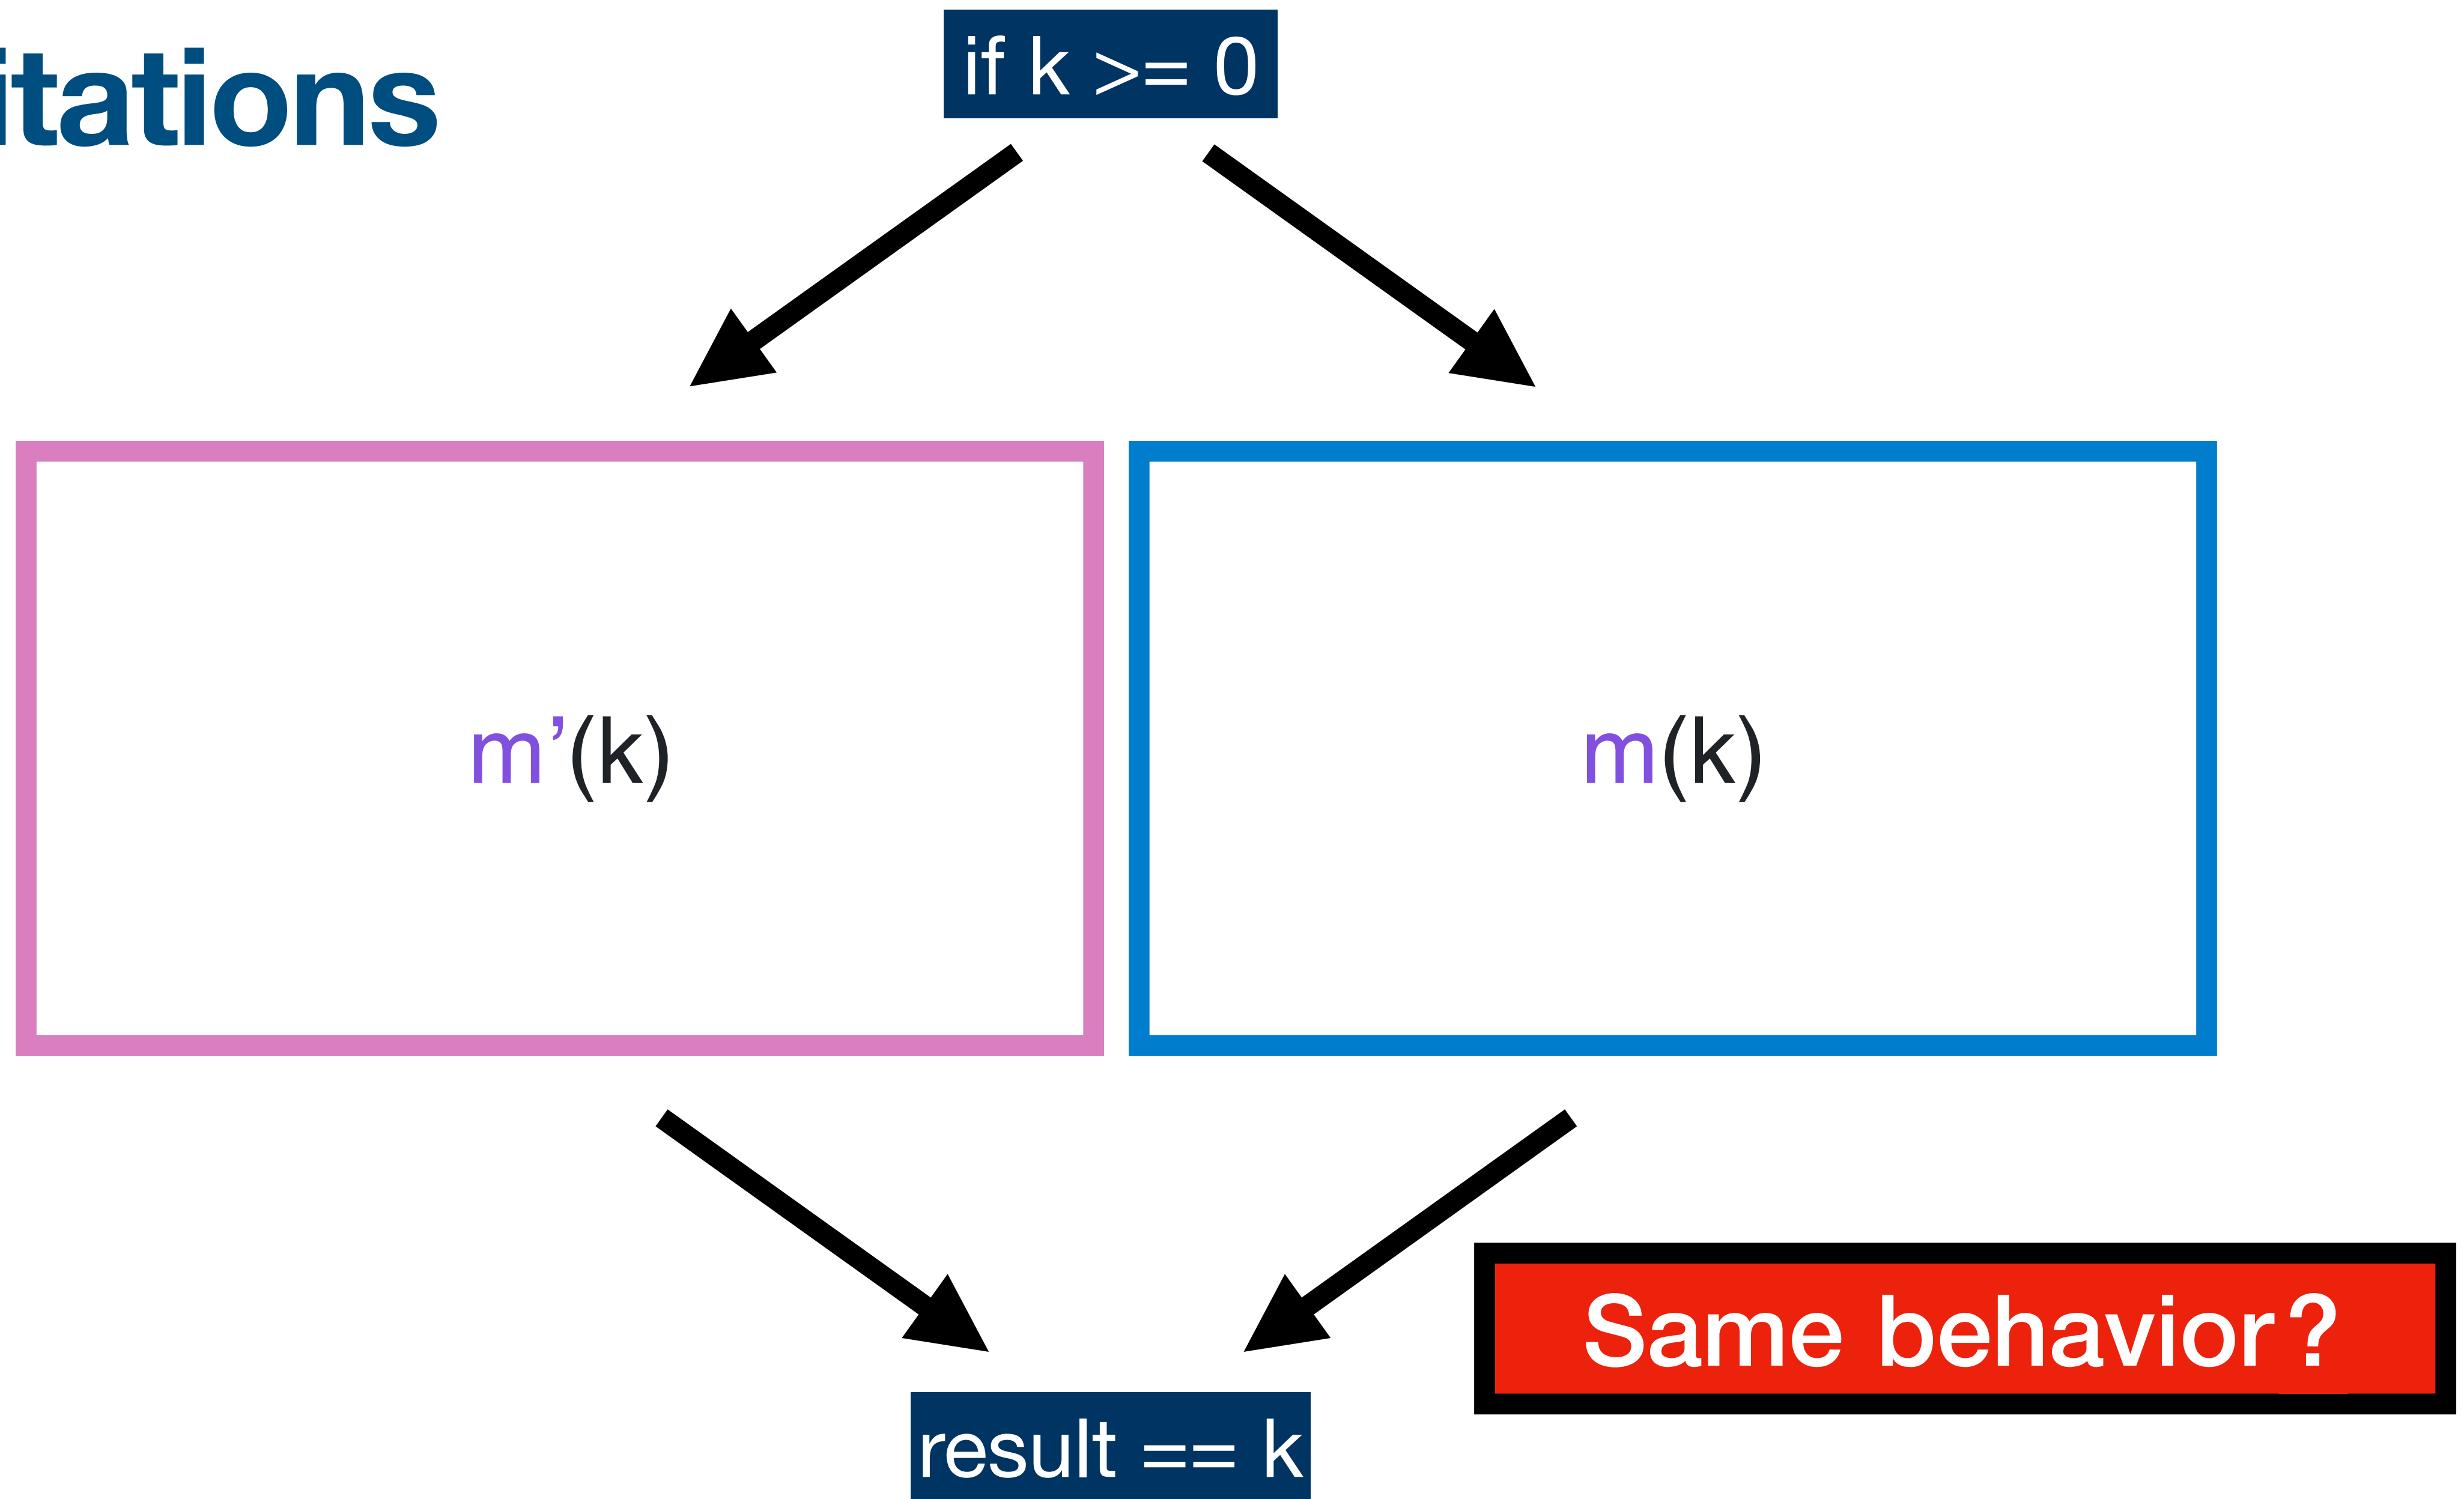 if k >= 0
itations
m’(k)
m(k)
Same behavior?
result == k